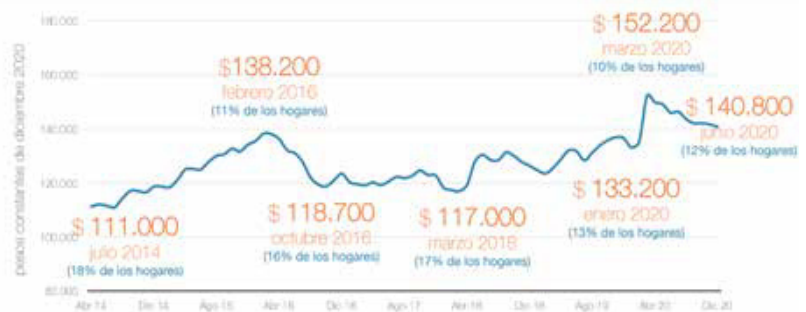 pesos constantes de diciembre 2020
180.000
160.000
140.000
120.000
100.000
80.000
$ 111.000
julio 2014
(18% de los hogares)
$138.200
febrero 2016
(11% de los hogares)
$ 118.700
octubre 2016
(16% de los hogares)
$ 117.000
marzo 2018
(17% de los hogares)
$ 133.200
enero 2020
(13% de los hogares)
$ 152.200
marzo 2020
(10% de los hogares)
$ 140.800
junio 2020
(12% de los hogares)
Abr 14
Dic 14
Ago 15
Abr 16
Dic 16
Ago 17
Abr 18
Dic 18
Ago 19
Abr 20
Dic 20